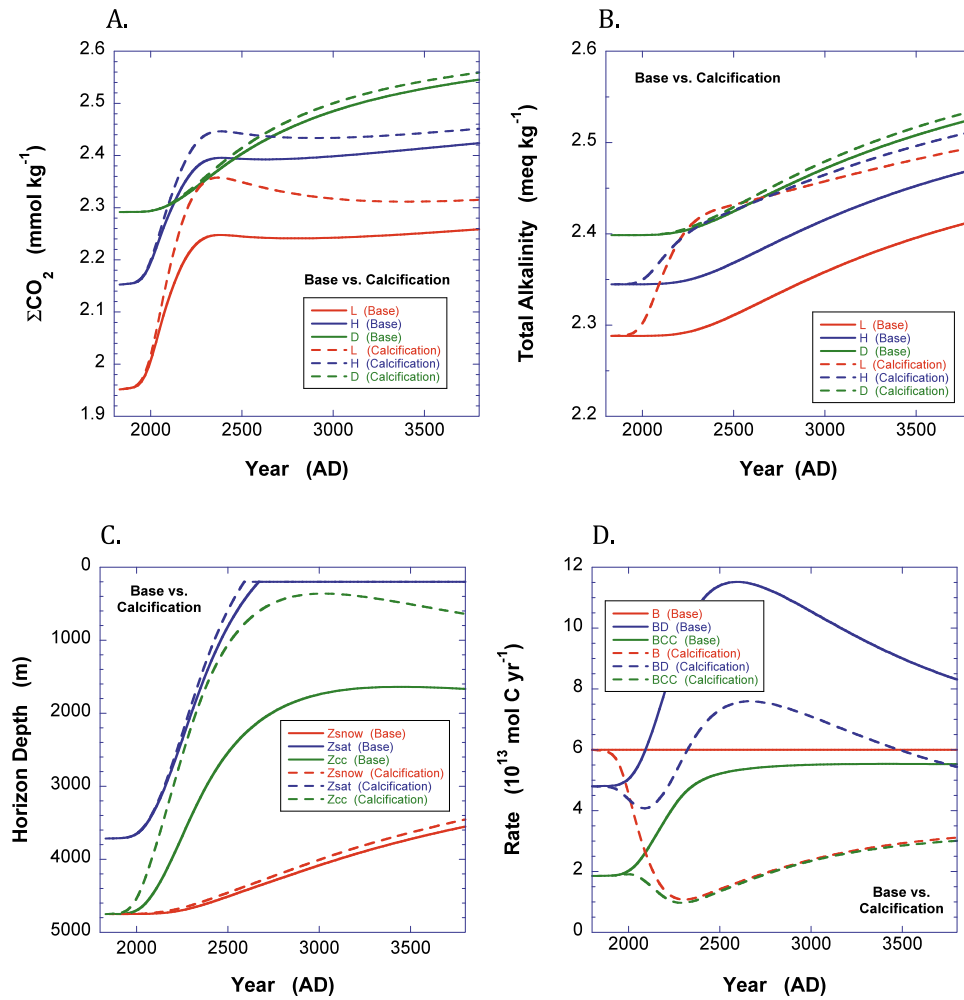 A.
2.6
2.5
2.4
2.3
2.2
2.1
2
1.9
ΣCO2 (mmol kg-1)
Base vs. Calcification
L (Base)
H (Base)
D (Base)
L (Calcification)
H (Calcification)
D (Calcification)
2000 2500 3000 3500
Year (AD)
B.
2.6
2.5
2.4
2.3
2.2
Total Alkalinity (meq kg-1)
Base vs. Calcification
L (Base)
H (Base)
D (Base)
L (Calcification)
H (Calcification)
D (Calcification)
2000 2500 3000 3500
Year (AD)
C.
0
1000
2000
3000
4000
5000
Horizon Depth (m)
Base vs.
Calcification
Zsnow (Base)
Zsat (Base)
Zcc (Base)
Zsnow (Calcification)
Zsat (Calcification)
Zcc (Calcification)
2000 2500 3000 3500
Year (AD)
D.
12
10
8
6
4
2
0
Rate (10^13 mol C yr-1)
B (Base)
BD (Base)
BCC (Base)
B (Calcification)
BD (Calcification)
BCC (Calcification)
Base vs.
Calcification
2000 2500 3000 3500
Year (AD)